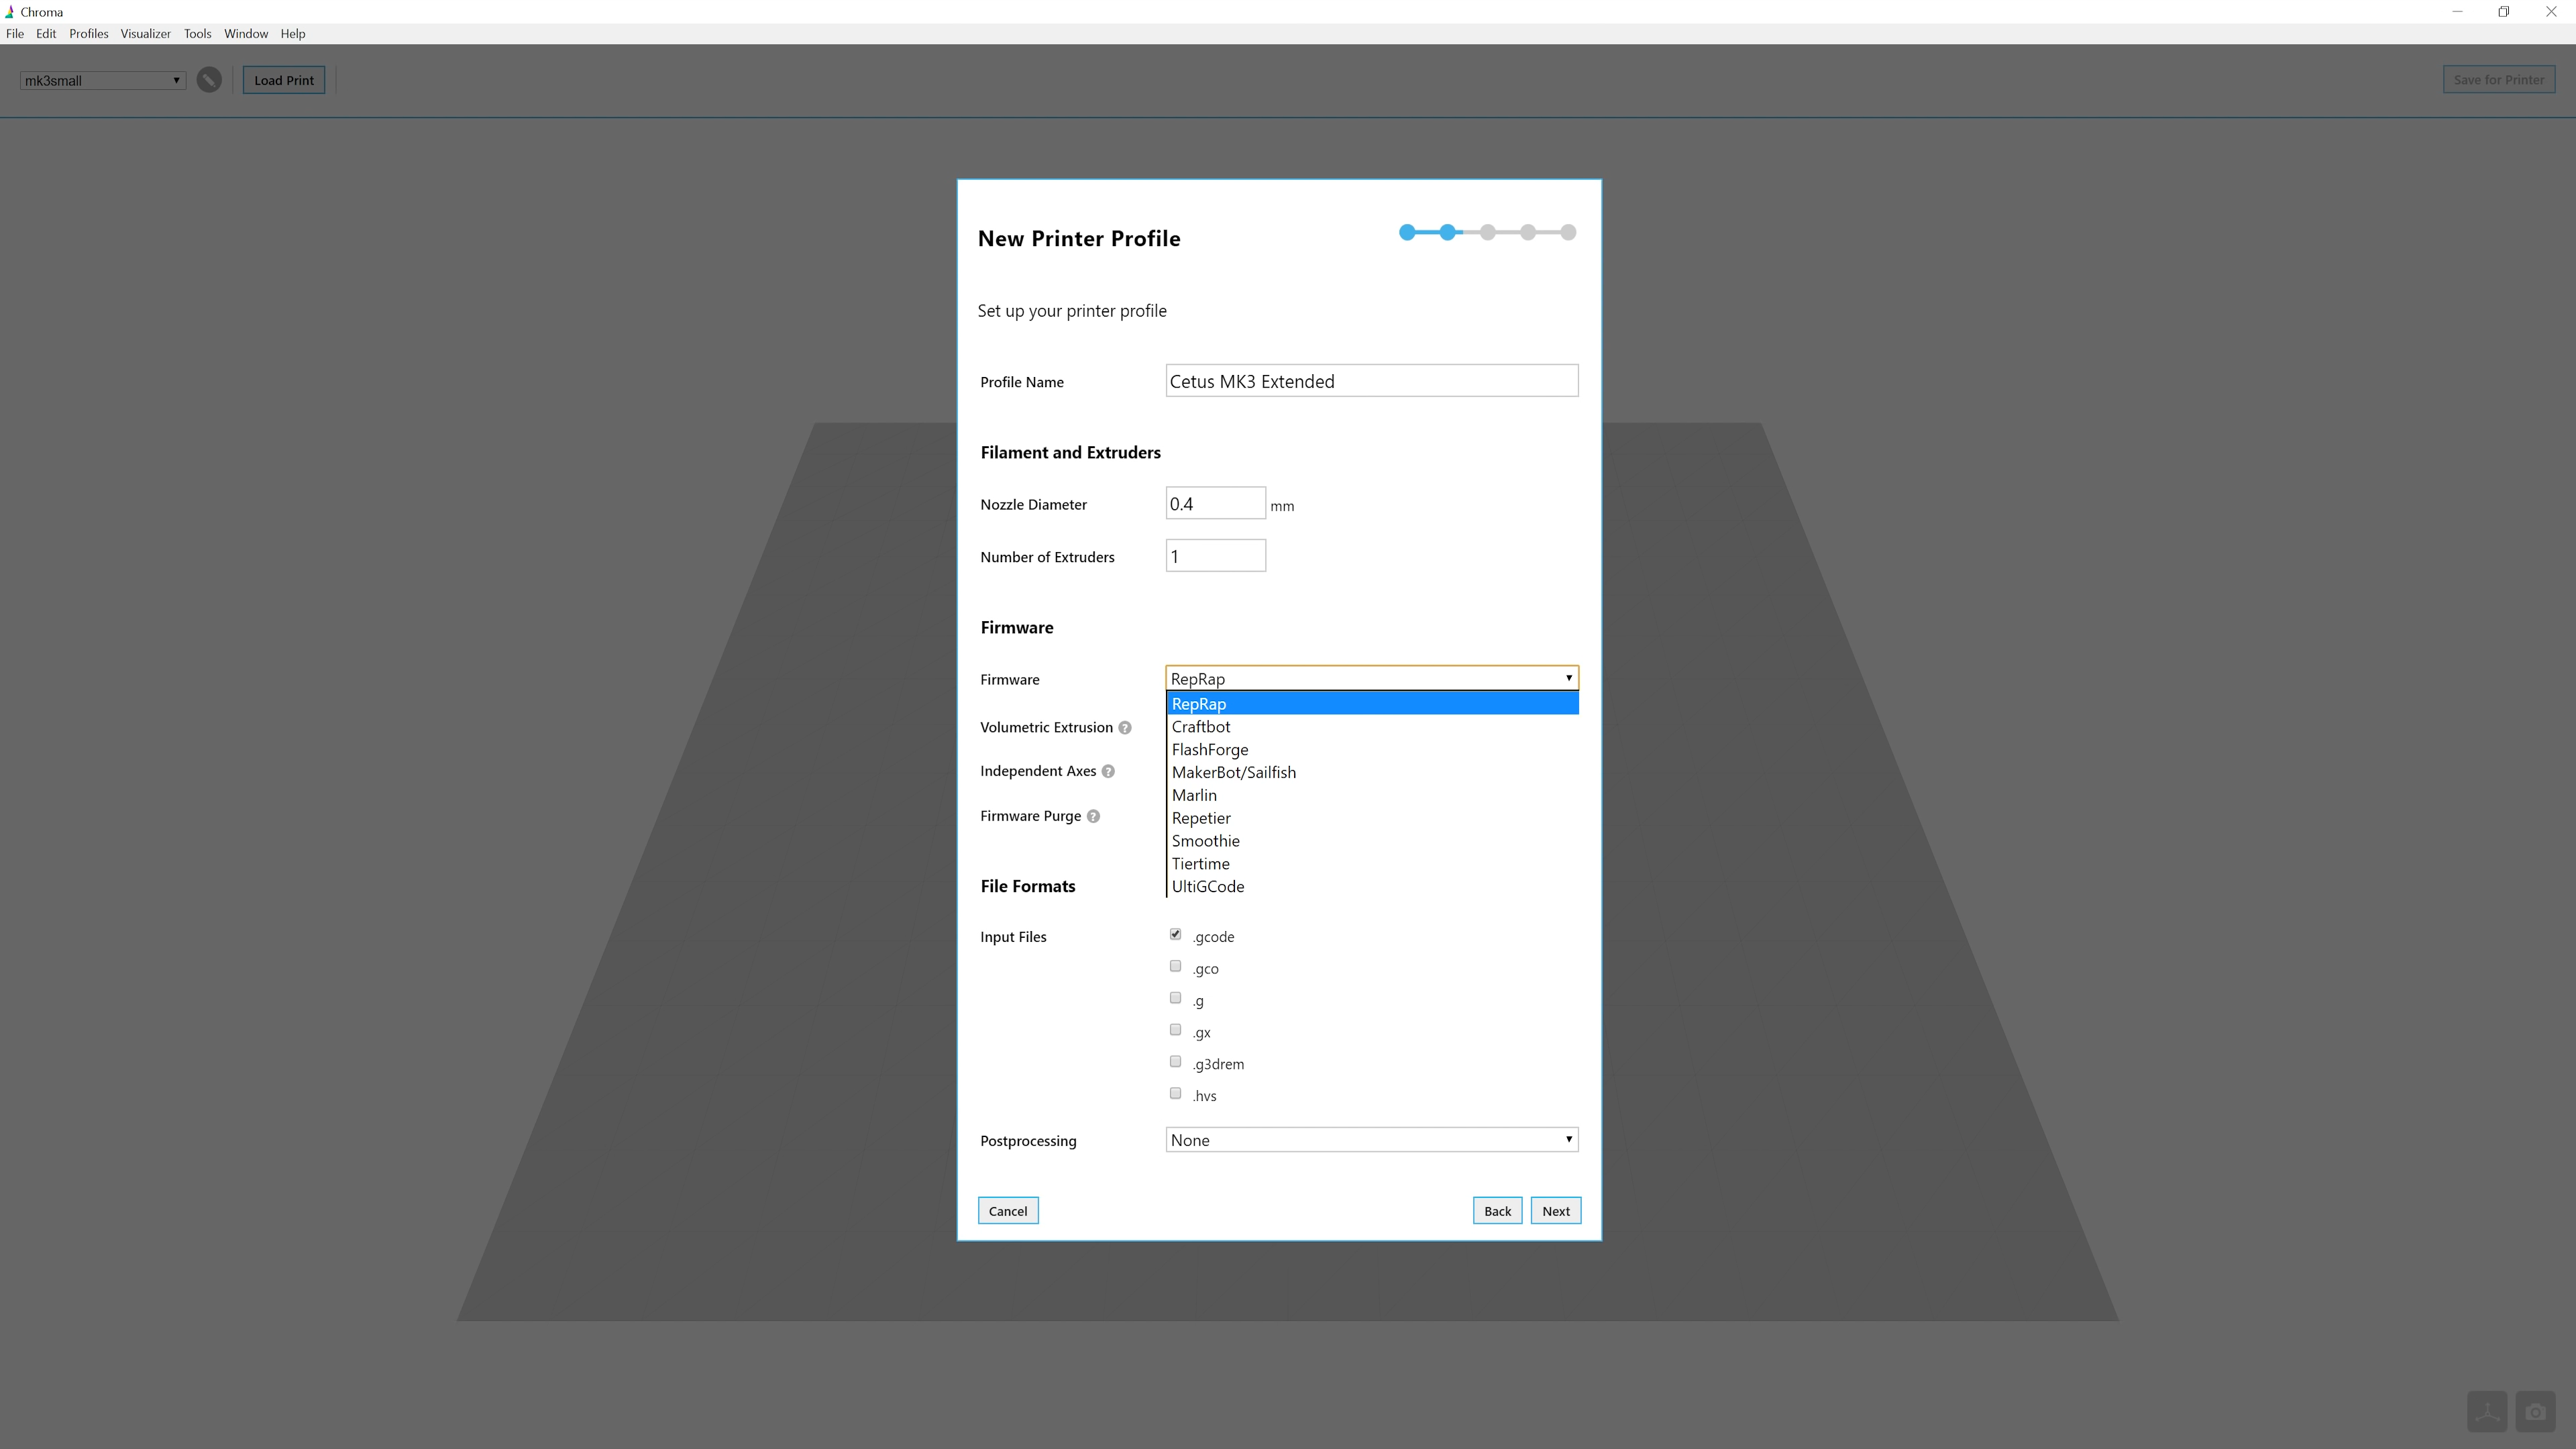 Chroma
File Edit Profiles Visualizer Tools Window Help
mk3small
Load Print
Save for Printer
New Printer Profile
Set up your printer profile
Profile Name Cetus MK3 Extended
Filament and Extruders
Nozzle Diameter 0.4 mm
Number of Extruders 1
Firmware
Firmware RepRap
RepRap
Volumetric Extrusion ? Craftbot
FlashForge
Independent Axes ? MakerBot/Sailfish
Marlin
Firmware Purge ? Repetier
Smoothie
Tiertime
File Formats UltiGCode
Input Files .gcode
.gco
.g
.gx
.g3drem
.hvs
Postprocessing None
Cancel Back Next